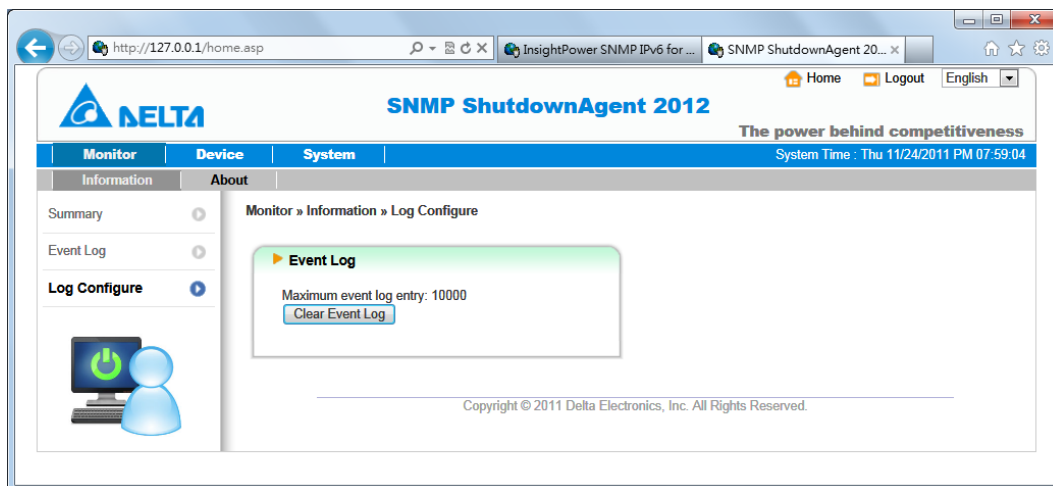 http://127.0.0.1/home.asp
InsightPower SNMP IPv6 for ...
SNMP ShutdownAgent 20...
Home
Logout
English
DELTA
SNMP ShutdownAgent 2012
The power behind competitiveness
Monitor
Device
System
System Time : Thu 11/24/2011 PM 07:59:04
Information
About
Summary
Monitor » Information » Log Configure
Event Log
Event Log
Log Configure
Maximum event log entry: 10000
Clear Event Log
Copyright © 2011 Delta Electronics, Inc. All Rights Reserved.